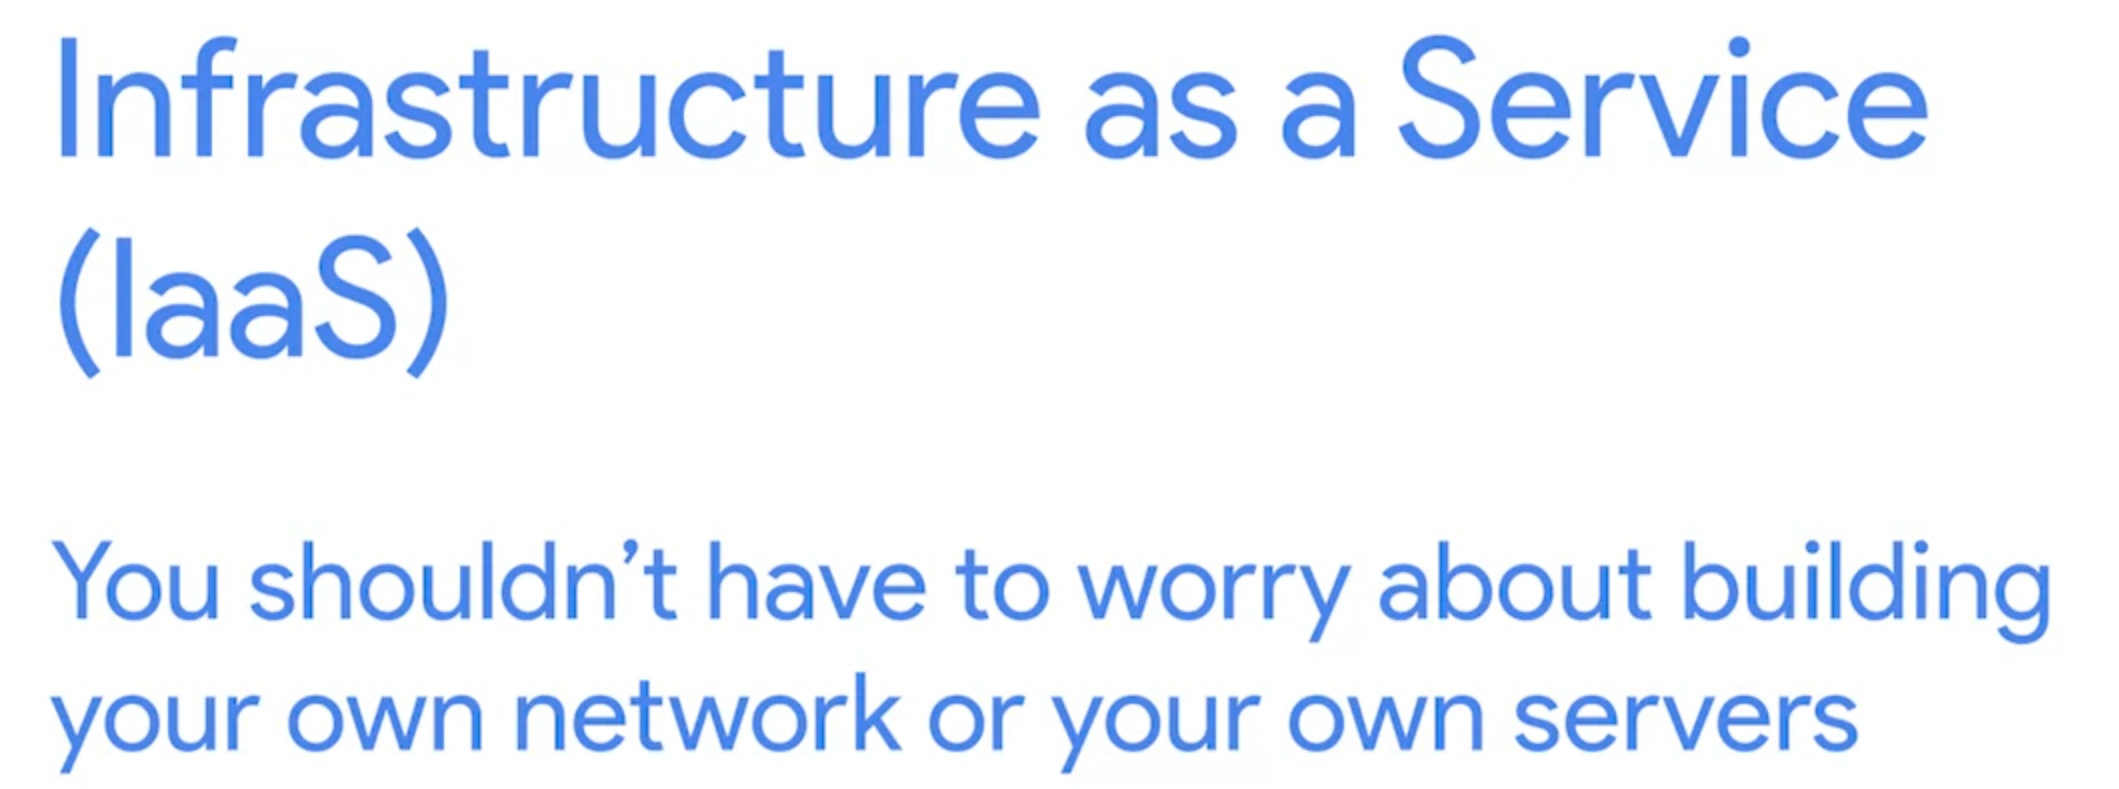 Infrastructure as a Service
(IaaS)
You shouldn’t have to worry about building
your own network or your own servers